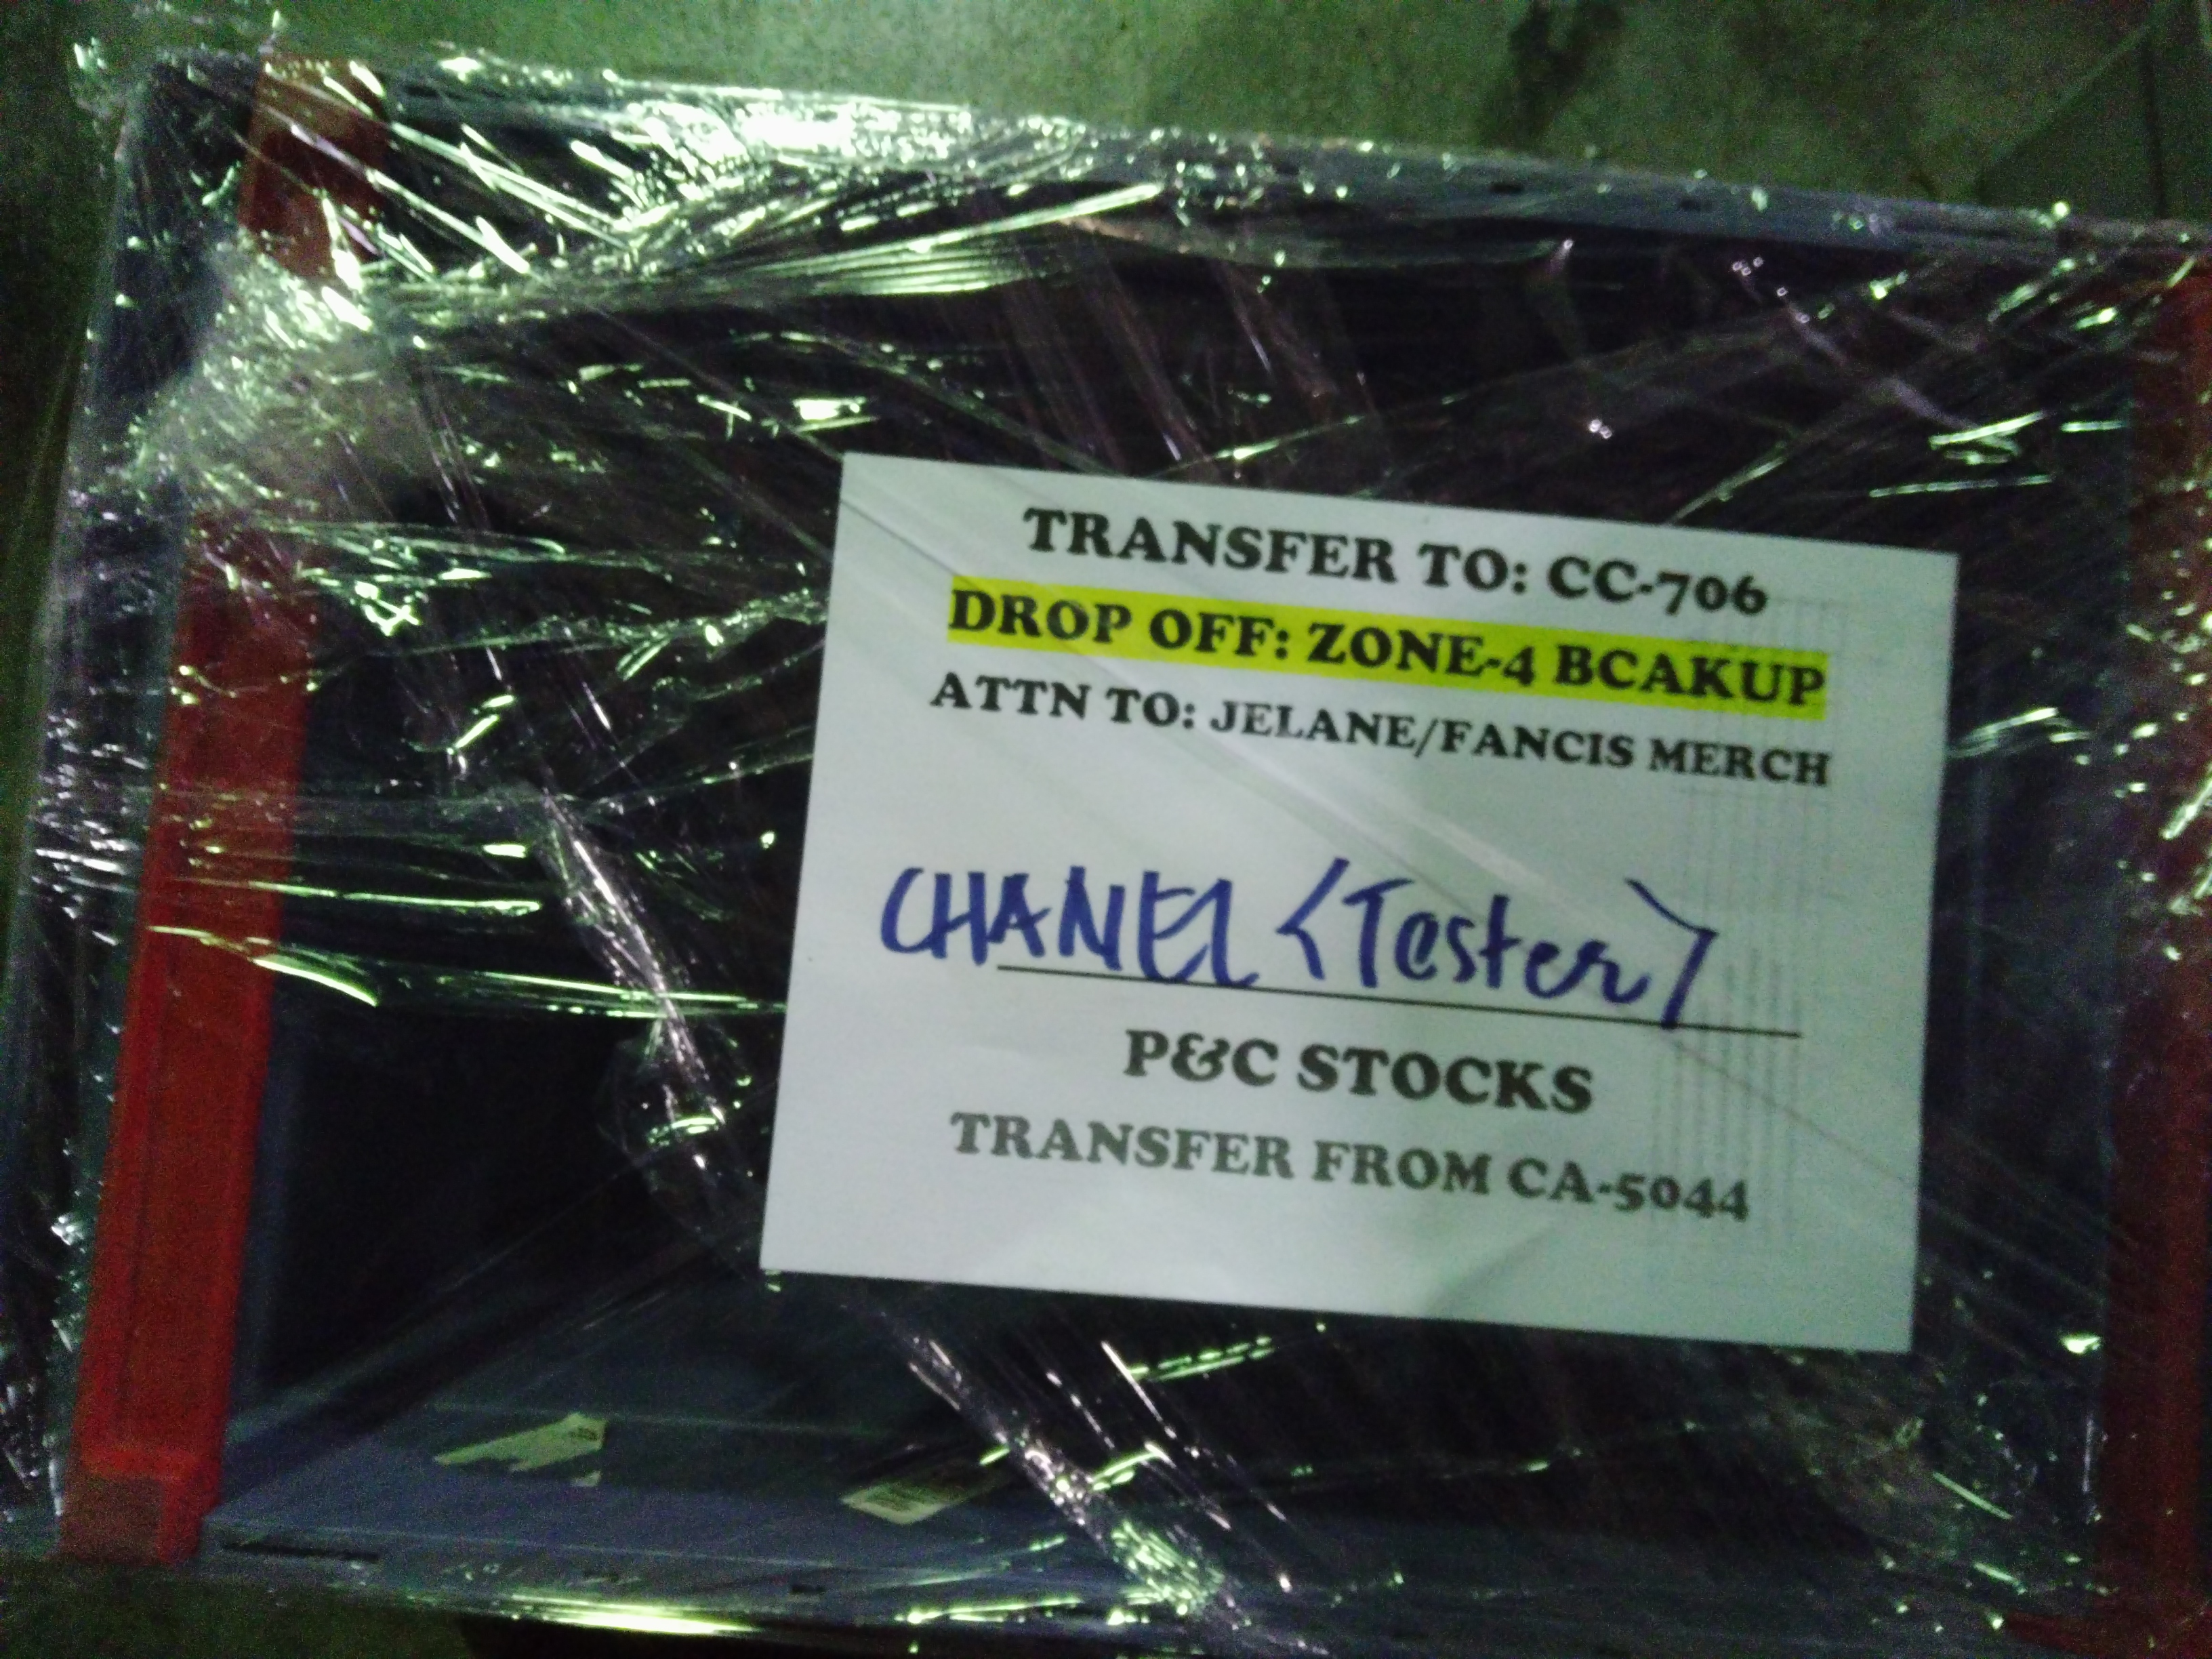 TRANSFER TO: CC-706
DROP OFF: ZONE-4 BCAKUP
ATTN TO: JELANE/FANCIS MERCH
CHANEL <Tester>
P&C STOCKS
TRANSFER FROM CA-5044